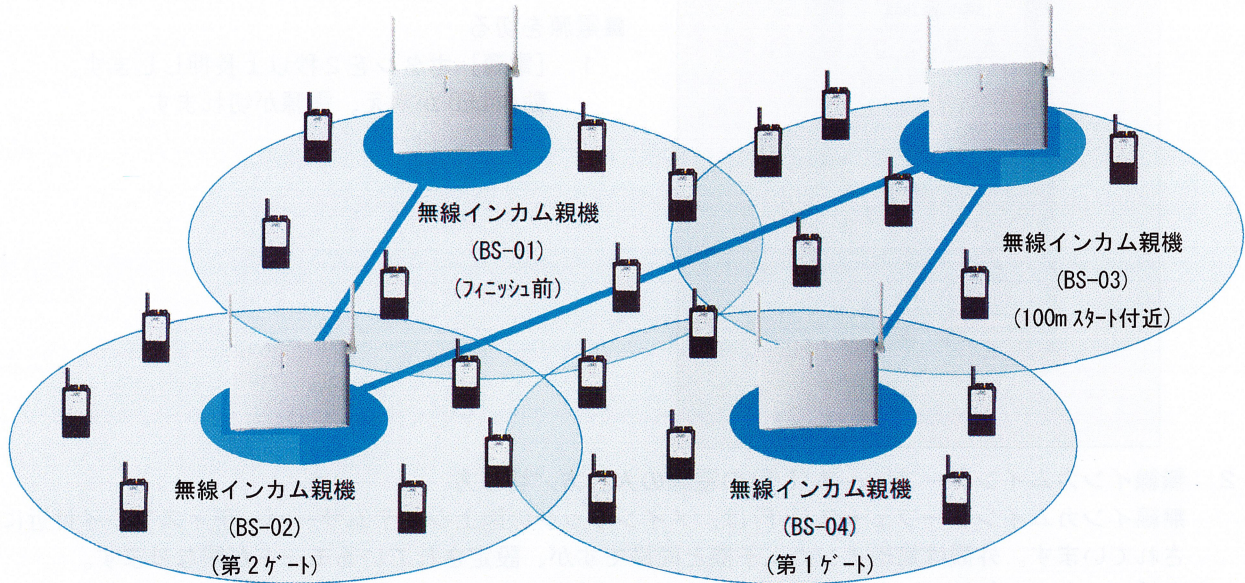 無線インカム親機
(BS-01)
(フィニッシュ前)
無線インカム親機
(BS-03)
(100m スタート付近)
無線インカム親機
(BS-02)
(第2ゲート)
無線インカム親機
(BS-04)
(第1ゲート)